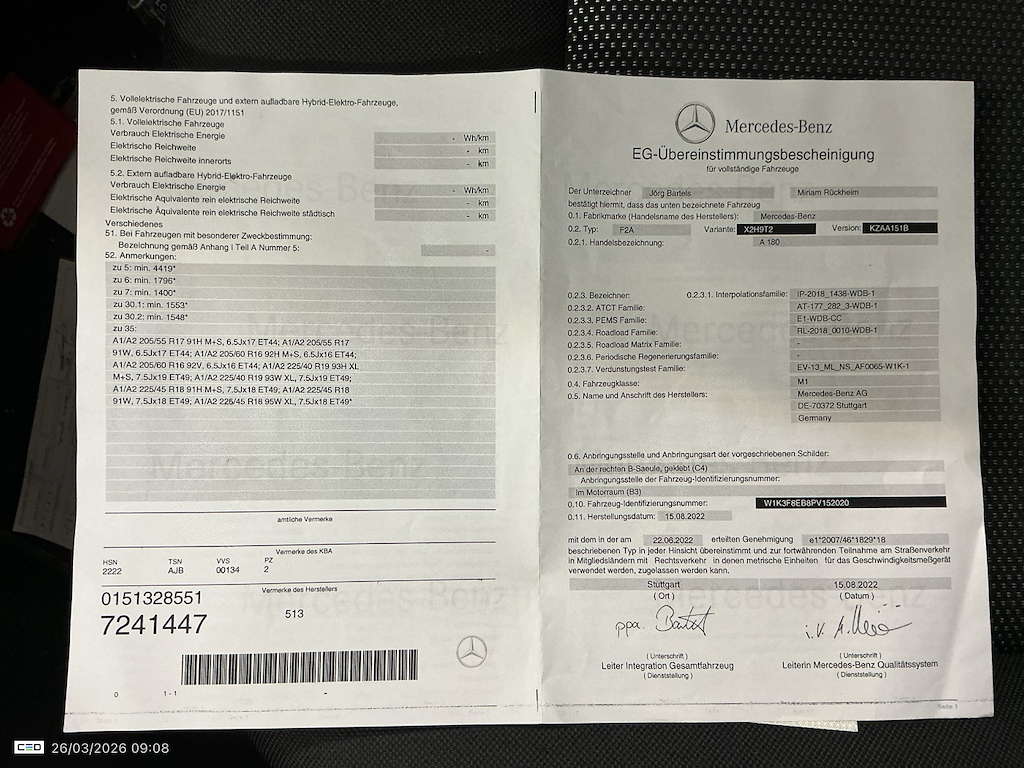 5. Vollelektrische Fahrzeuge und extern aufladbare Hybrid-Elektro-Fahrzeuge,
gemäß Verordnung (EU) 2017/1151
5.1. Vollelektrische Fahrzeuge
Verbrauch Elektrische Energie - Wh/km
Elektrische Reichweite - km
Elektrische Reichweite innerorts - km
5.2. Extern aufladbare Hybrid-Elektro-Fahrzeuge
Verbrauch Elektrische Energie - Wh/km
Elektrische Äquivalente rein elektrische Reichweite - km
Elektrische Äquivalente rein elektrische Reichweite städtisch - km
Verschiedenes
51. Bei Fahrzeugen mit besonderer Zweckbestimmung:
Bezeichnung gemäß Anhang I Teil A Nummer 5: -
52. Anmerkungen:
zu 5: min. 4419*
zu 6: min. 1796*
zu 7: min. 1400*
zu 30.1: min. 1553*
zu 30.2: min. 1548*
zu 35:
A1/A2 205/55 R17 91H M+S, 6.5Jx17 ET44; A1/A2 205/55 R17
91W, 6.5Jx17 ET44; A1/A2 205/60 R16 92H M+S, 6.5Jx16 ET44;
A1/A2 205/60 R16 92V, 6.5Jx16 ET44; A1/A2 225/40 R19 93H XL
M+S, 7.5Jx19 ET49; A1/A2 225/40 R19 93W XL, 7.5Jx19 ET49;
A1/A2 225/45 R18 91H M+S, 7.5Jx18 ET49; A1/A2 225/45 R18
91W, 7.5Jx18 ET49; A1/A2 225/45 R18 95W XL, 7.5Jx18 ET49*
amtliche Vermerke
Vermerke des KBA
HSN TSN VVS PZ
2222 AJB 00134 2
Vermerke des Herstellers
0151328551
7241447 513
0 1 - 1 -
Mercedes-Benz
EG-Übereinstimmungsbescheinigung
für vollständige Fahrzeuge
Der Unterzeichner Jörg Bartels Miriam Rückheim
bestätigt hiermit, dass das unten bezeichnete Fahrzeug
0.1. Fabrikmarke (Handelsname des Herstellers): Mercedes-Benz
0.2. Typ: F2A Variante: X2H9T2 Version: KZAA151B
0.2.1. Handelsbezeichnung: A 180
0.2.3. Bezeichner: 0.2.3.1. Interpolationsfamilie: IP-2018_1438-WDB-1
0.2.3.2. ATCT Familie: AT-177_282_3-WDB-1
0.2.3.3. PEMS Familie: E1-WDB-CC
0.2.3.4. Roadload Familie: RL-2018_0010-WDB-1
0.2.3.5. Roadload Matrix Familie: -
0.2.3.6. Periodische Regenerierungsfamilie: -
0.2.3.7. Verdunstungstest Familie: EV-13_ML_NS_AF0065-W1K-1
0.4. Fahrzeugklasse: M1
0.5. Name und Anschrift des Herstellers: Mercedes-Benz AG
DE-70372 Stuttgart
Germany
0.6. Anbringungsstelle und Anbringungsart der vorgeschriebenen Schilder:
An der rechten B-Saeule, geklebt (C4)
Anbringungsstelle der Fahrzeug-Identifizierungsnummer:
Im Motorraum (B3)
0.10. Fahrzeug-Identifizierungsnummer: W1K3F8EB8PV152020
0.11. Herstellungsdatum: 15.08.2022
mit dem in der am 22.06.2022 erteilten Genehmigung e1*2007/46*1829*18
beschriebenen Typ in jeder Hinsicht übereinstimmt und zur fortwährenden Teilnahme am Straßenverkehr
in Mitgliedsländern mit Rechtsverkehr in denen metrische Einheiten für das Geschwindigkeitsmeßgerät
verwendet werden, zugelassen werden kann.
Stuttgart 15.08.2022
( Ort ) ( Datum )
ppa.
i.V.
( Unterschrift ) ( Unterschrift )
Leiter Integration Gesamtfahrzeug Leiterin Mercedes-Benz Qualitätssystem
( Dienststellung ) ( Dienststellung )
Seite 1
CEO 26/03/2026 09:08